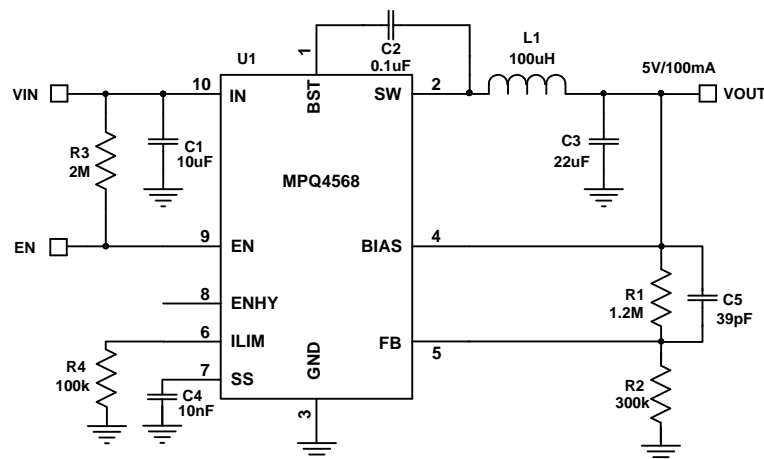 1
C2
0.1uF
L1
100uH
U1
5V/100mA
VIN
10
IN
BST
SW
2
VOUT
R3
2M
C1
10uF
C3
22uF
MPQ4568
EN
9
EN
BIAS
4
8
ENHY
R1
1.2M
C5
39pF
6
ILIM
FB
5
R4
100k
7
SS
GND
C4
10nF
3
R2
300k